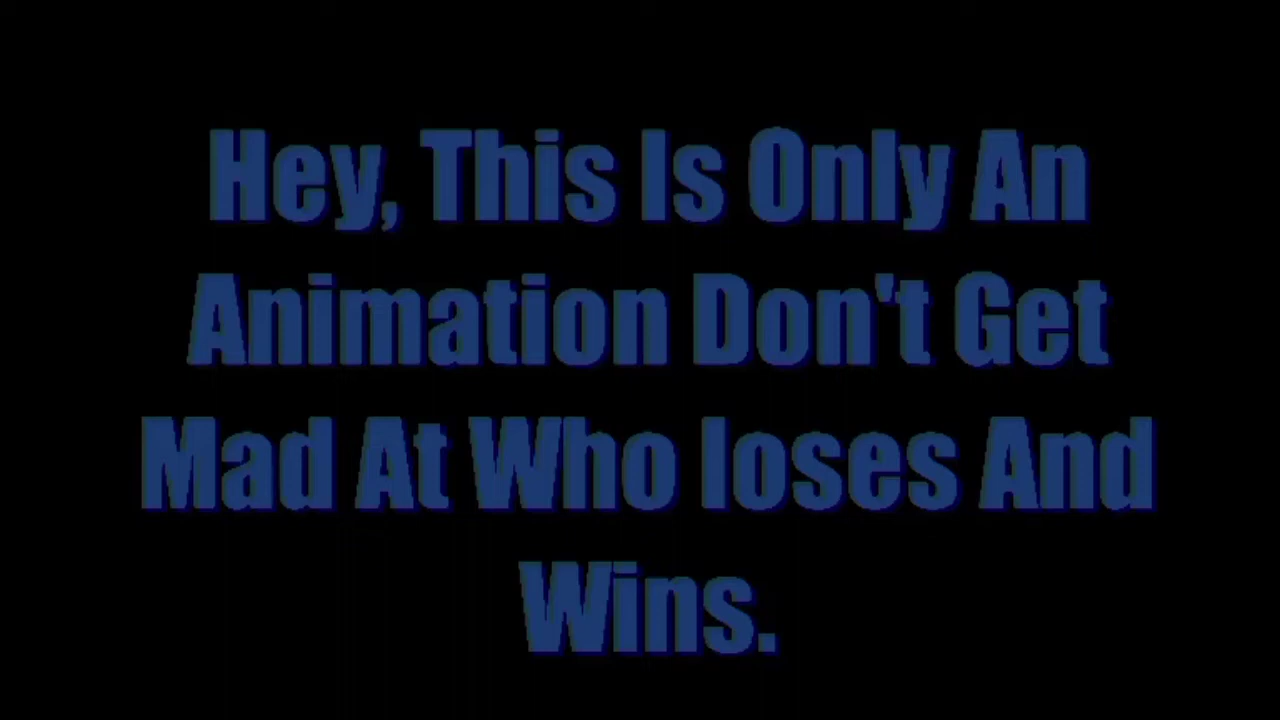 Hey, This Is Only An
Animation Don't Get
Mad At Who loses And
Wins.